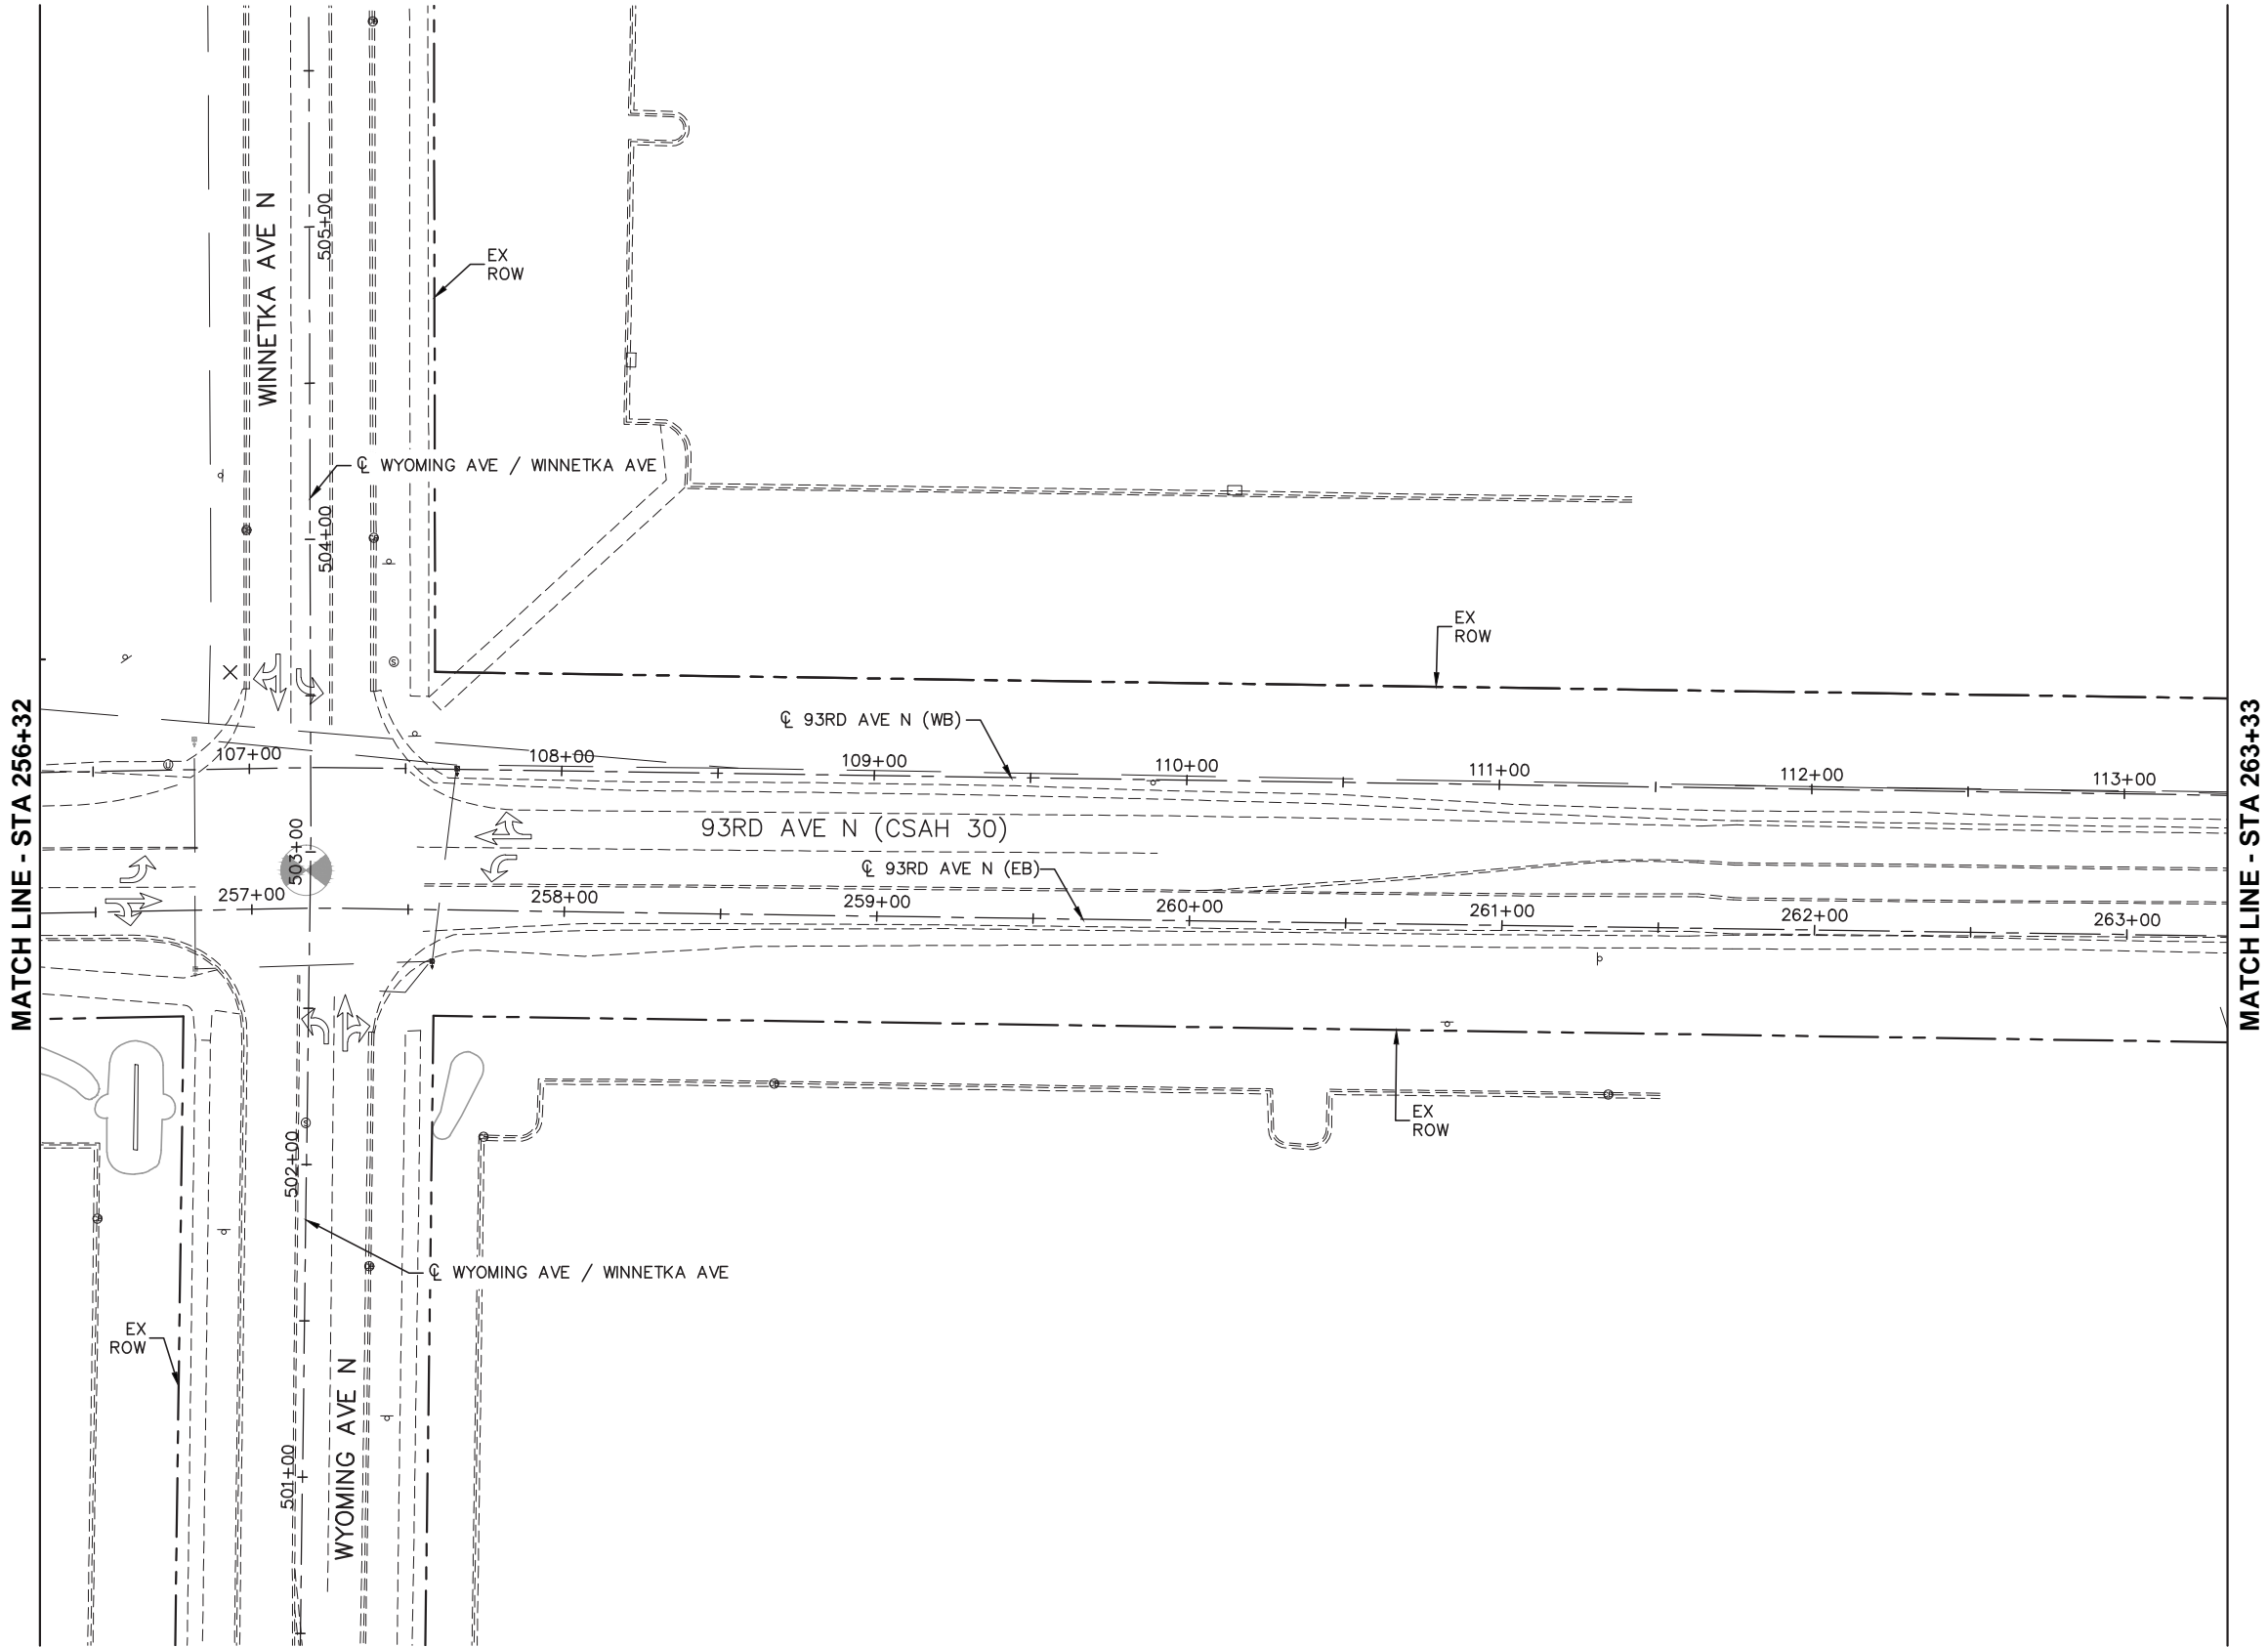 WINNETKA AVE N
505+00
EX
ROW
℄ WYOMING AVE / WINNETKA AVE
504+00
EX
ROW
MATCH LINE - STA 256+32
MATCH LINE - STA 263+33
℄ 93RD AVE N (WB)
107+00
108+00
109+00
110+00
111+00
112+00
113+00
93RD AVE N (CSAH 30)
503+00
℄ 93RD AVE N (EB)
257+00
258+00
259+00
260+00
261+00
262+00
263+00
S
EX
ROW
502+00
℄ WYOMING AVE / WINNETKA AVE
EX
ROW
WYOMING AVE N
501+00